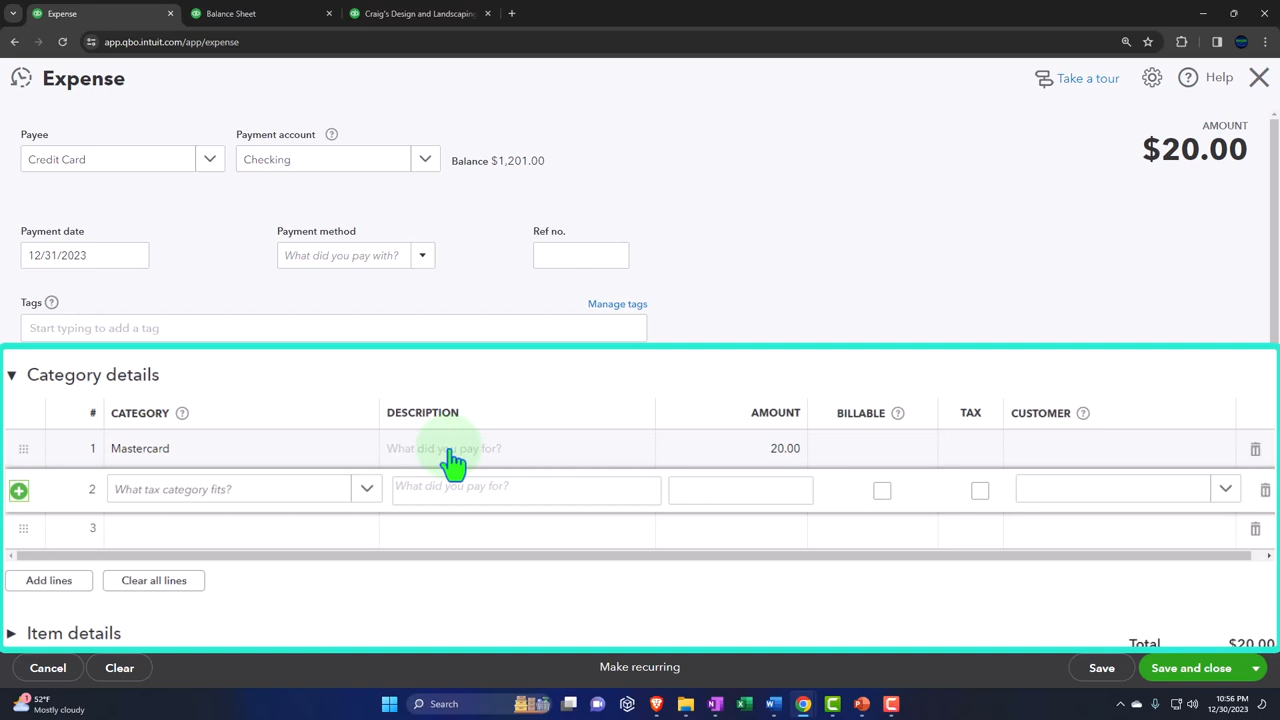 Expense
Balance Sheet
Craig's Design and Landscaping
app.qbo.intuit.com/app/expense
Expense
Take a tour
Help
Payee
Payment account
AMOUNT
Credit Card
Checking
Balance $1,201.00
$20.00
Payment date
Payment method
Ref no.
12/31/2023
What did you pay with?
Tags
Manage tags
Start typing to add a tag
Category details
# CATEGORY DESCRIPTION AMOUNT BILLABLE TAX CUSTOMER
1 Mastercard What did you pay for? 20.00
2 What tax category fits? What did you pay for?
3
Add lines
Clear all lines
Item details
Total $20.00
Cancel
Clear
Make recurring
Save
Save and close
1
52°F
Mostly cloudy
Search
10:56 PM
12/30/2023